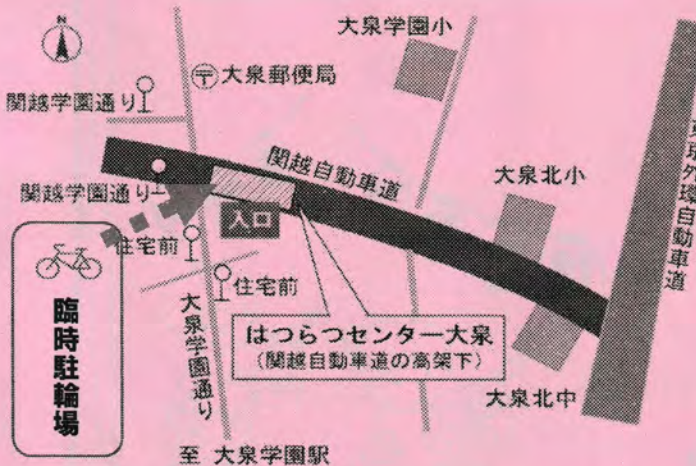 N
大泉学園小
〒大泉郵便局
関越学園通り
関越自動車道
大泉北小
東京外環自動車道
関越学園通り
入口
住宅前
住宅前
臨時駐輪場
大泉学園通り
はつらつセンター大泉
(関越自動車道の高架下)
大泉北中
至 大泉学園駅